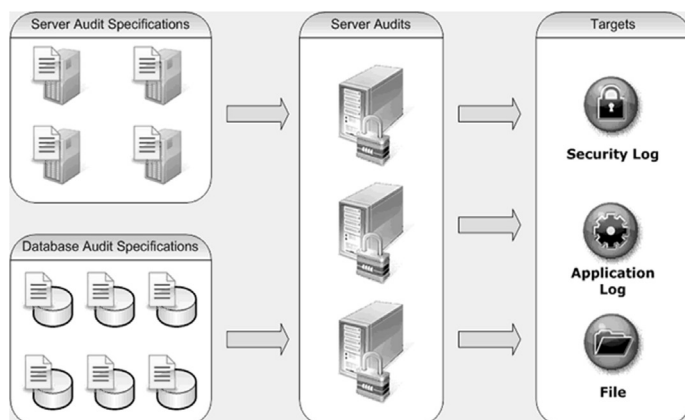 Server Audit Specifications
Server Audits
Targets
Security Log
Database Audit Specifications
Application
Log
File